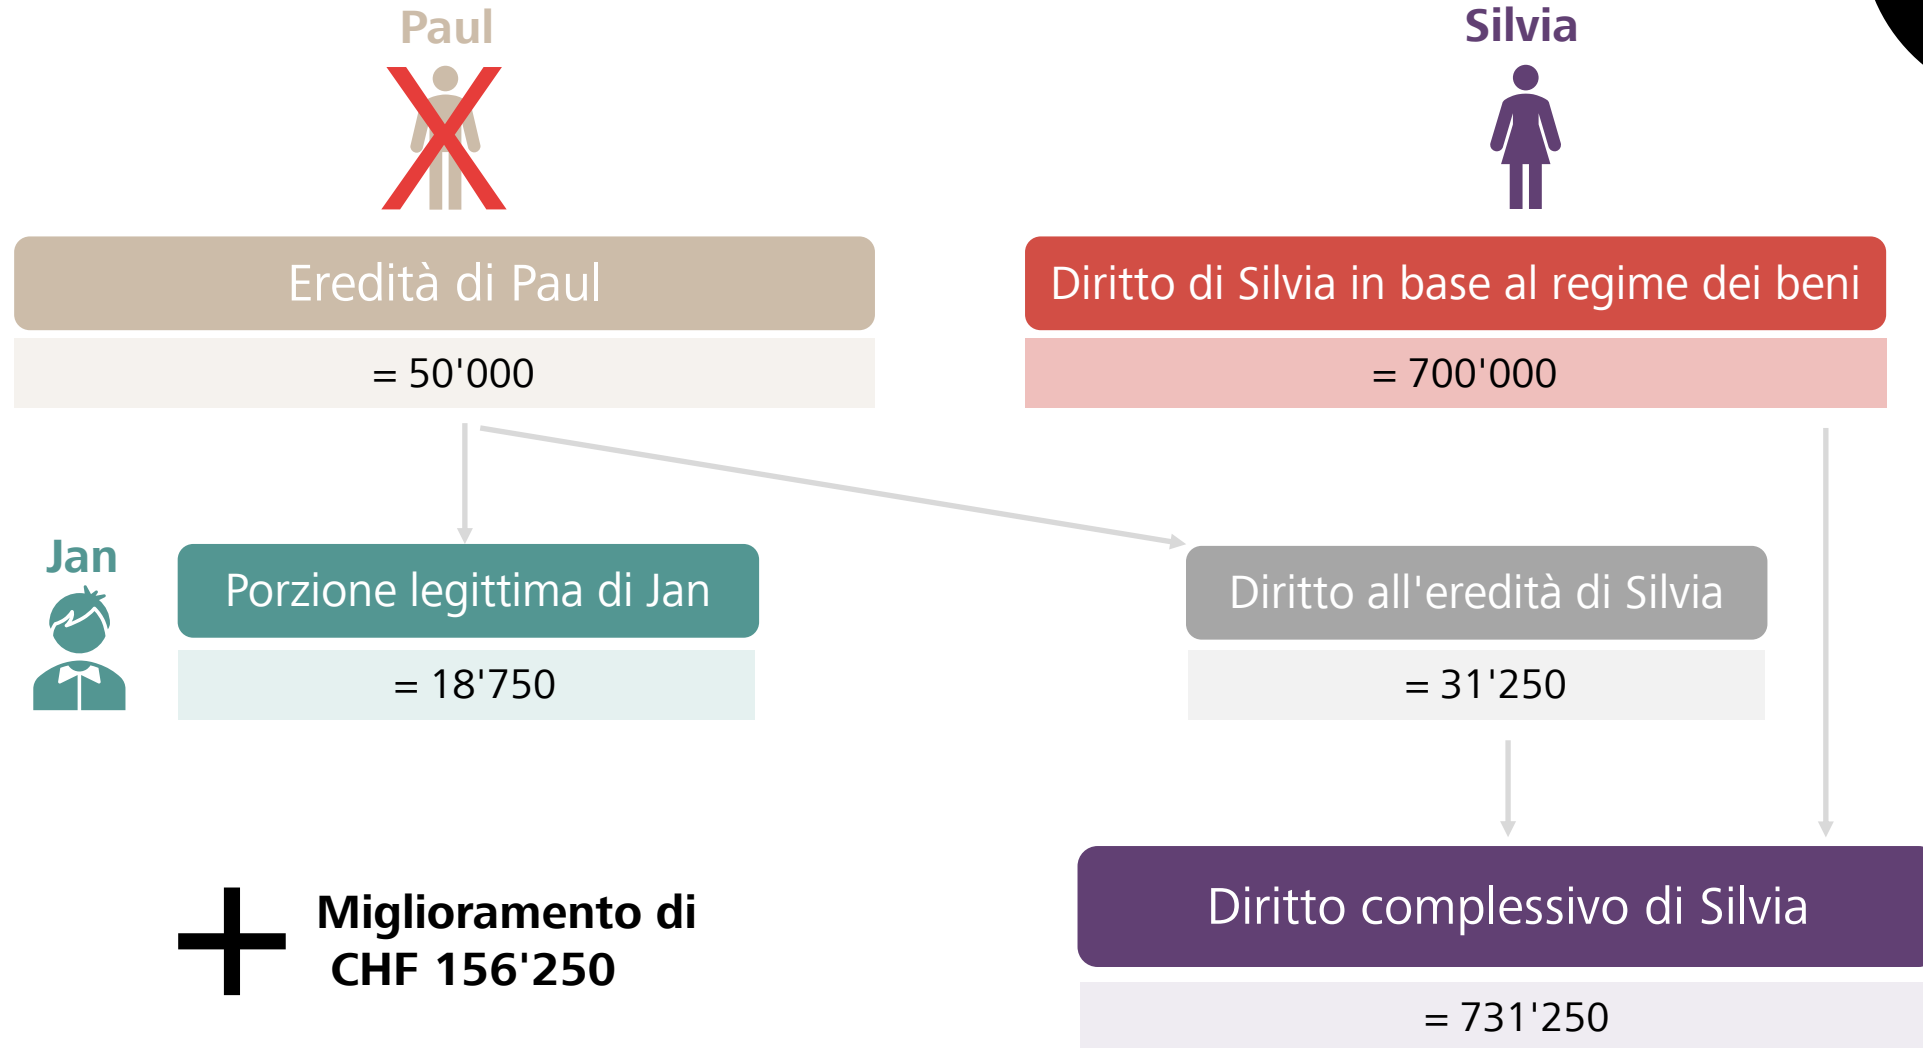 Paul
Silvia
Eredità di Paul
Diritto di Silvia in base al regime dei beni
= 50'000
= 700'000
Jan
Porzione legittima di Jan
Diritto all'eredità di Silvia
= 18'750
= 31'250
Miglioramento di
CHF 156'250
Diritto complessivo di Silvia
= 731'250